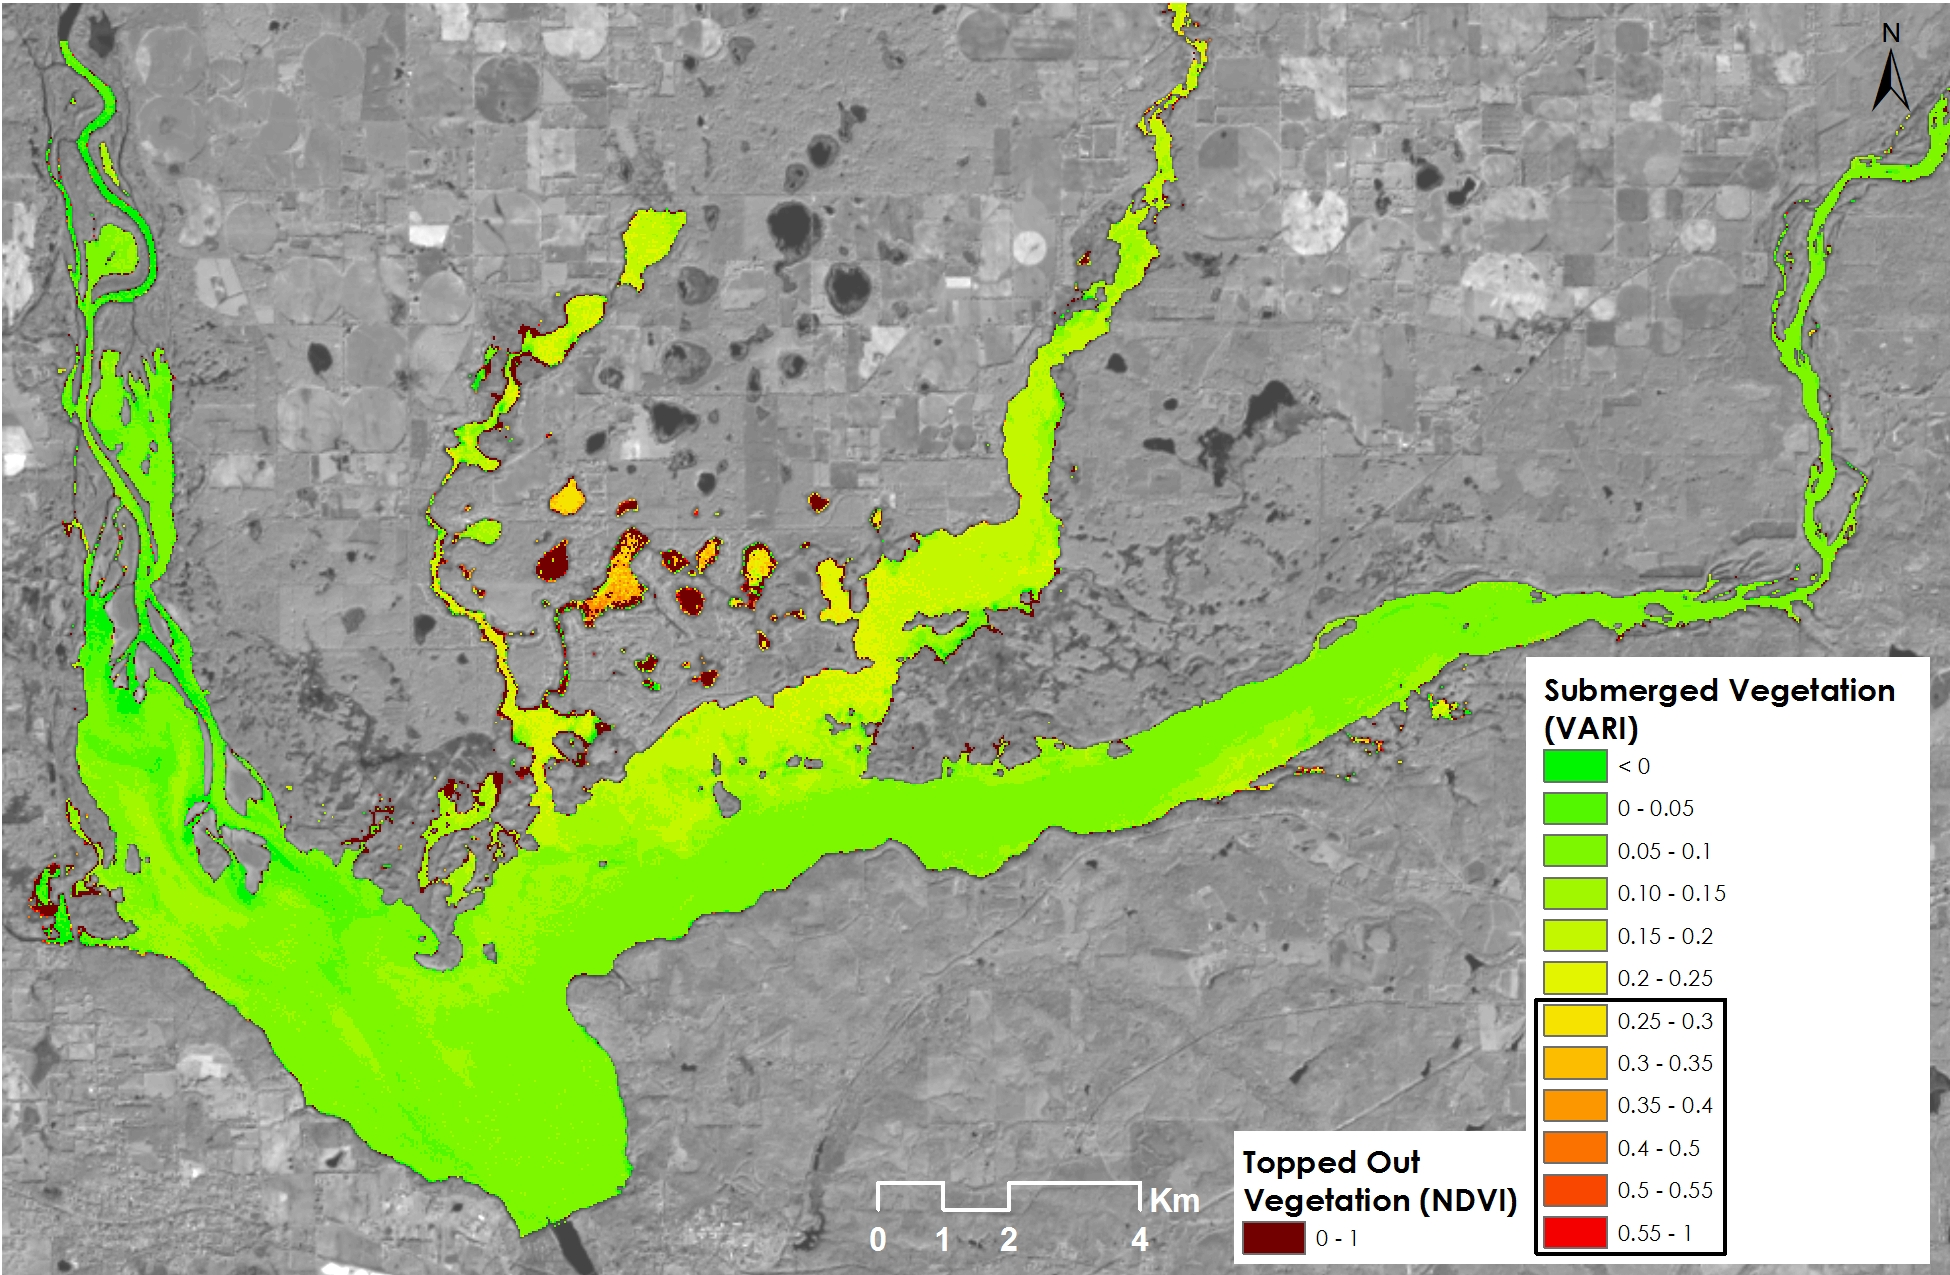 N
Submerged Vegetation
(VARI)
< 0
0 - 0.05
0.05 - 0.1
0.10 - 0.15
0.15 - 0.2
0.2 - 0.25
0.25 - 0.3
0.3 - 0.35
0.35 - 0.4
0.4 - 0.5
0.5 - 0.55
0.55 - 1
Topped Out
Vegetation (NDVI)
0 - 1
Km
0 1 2 4